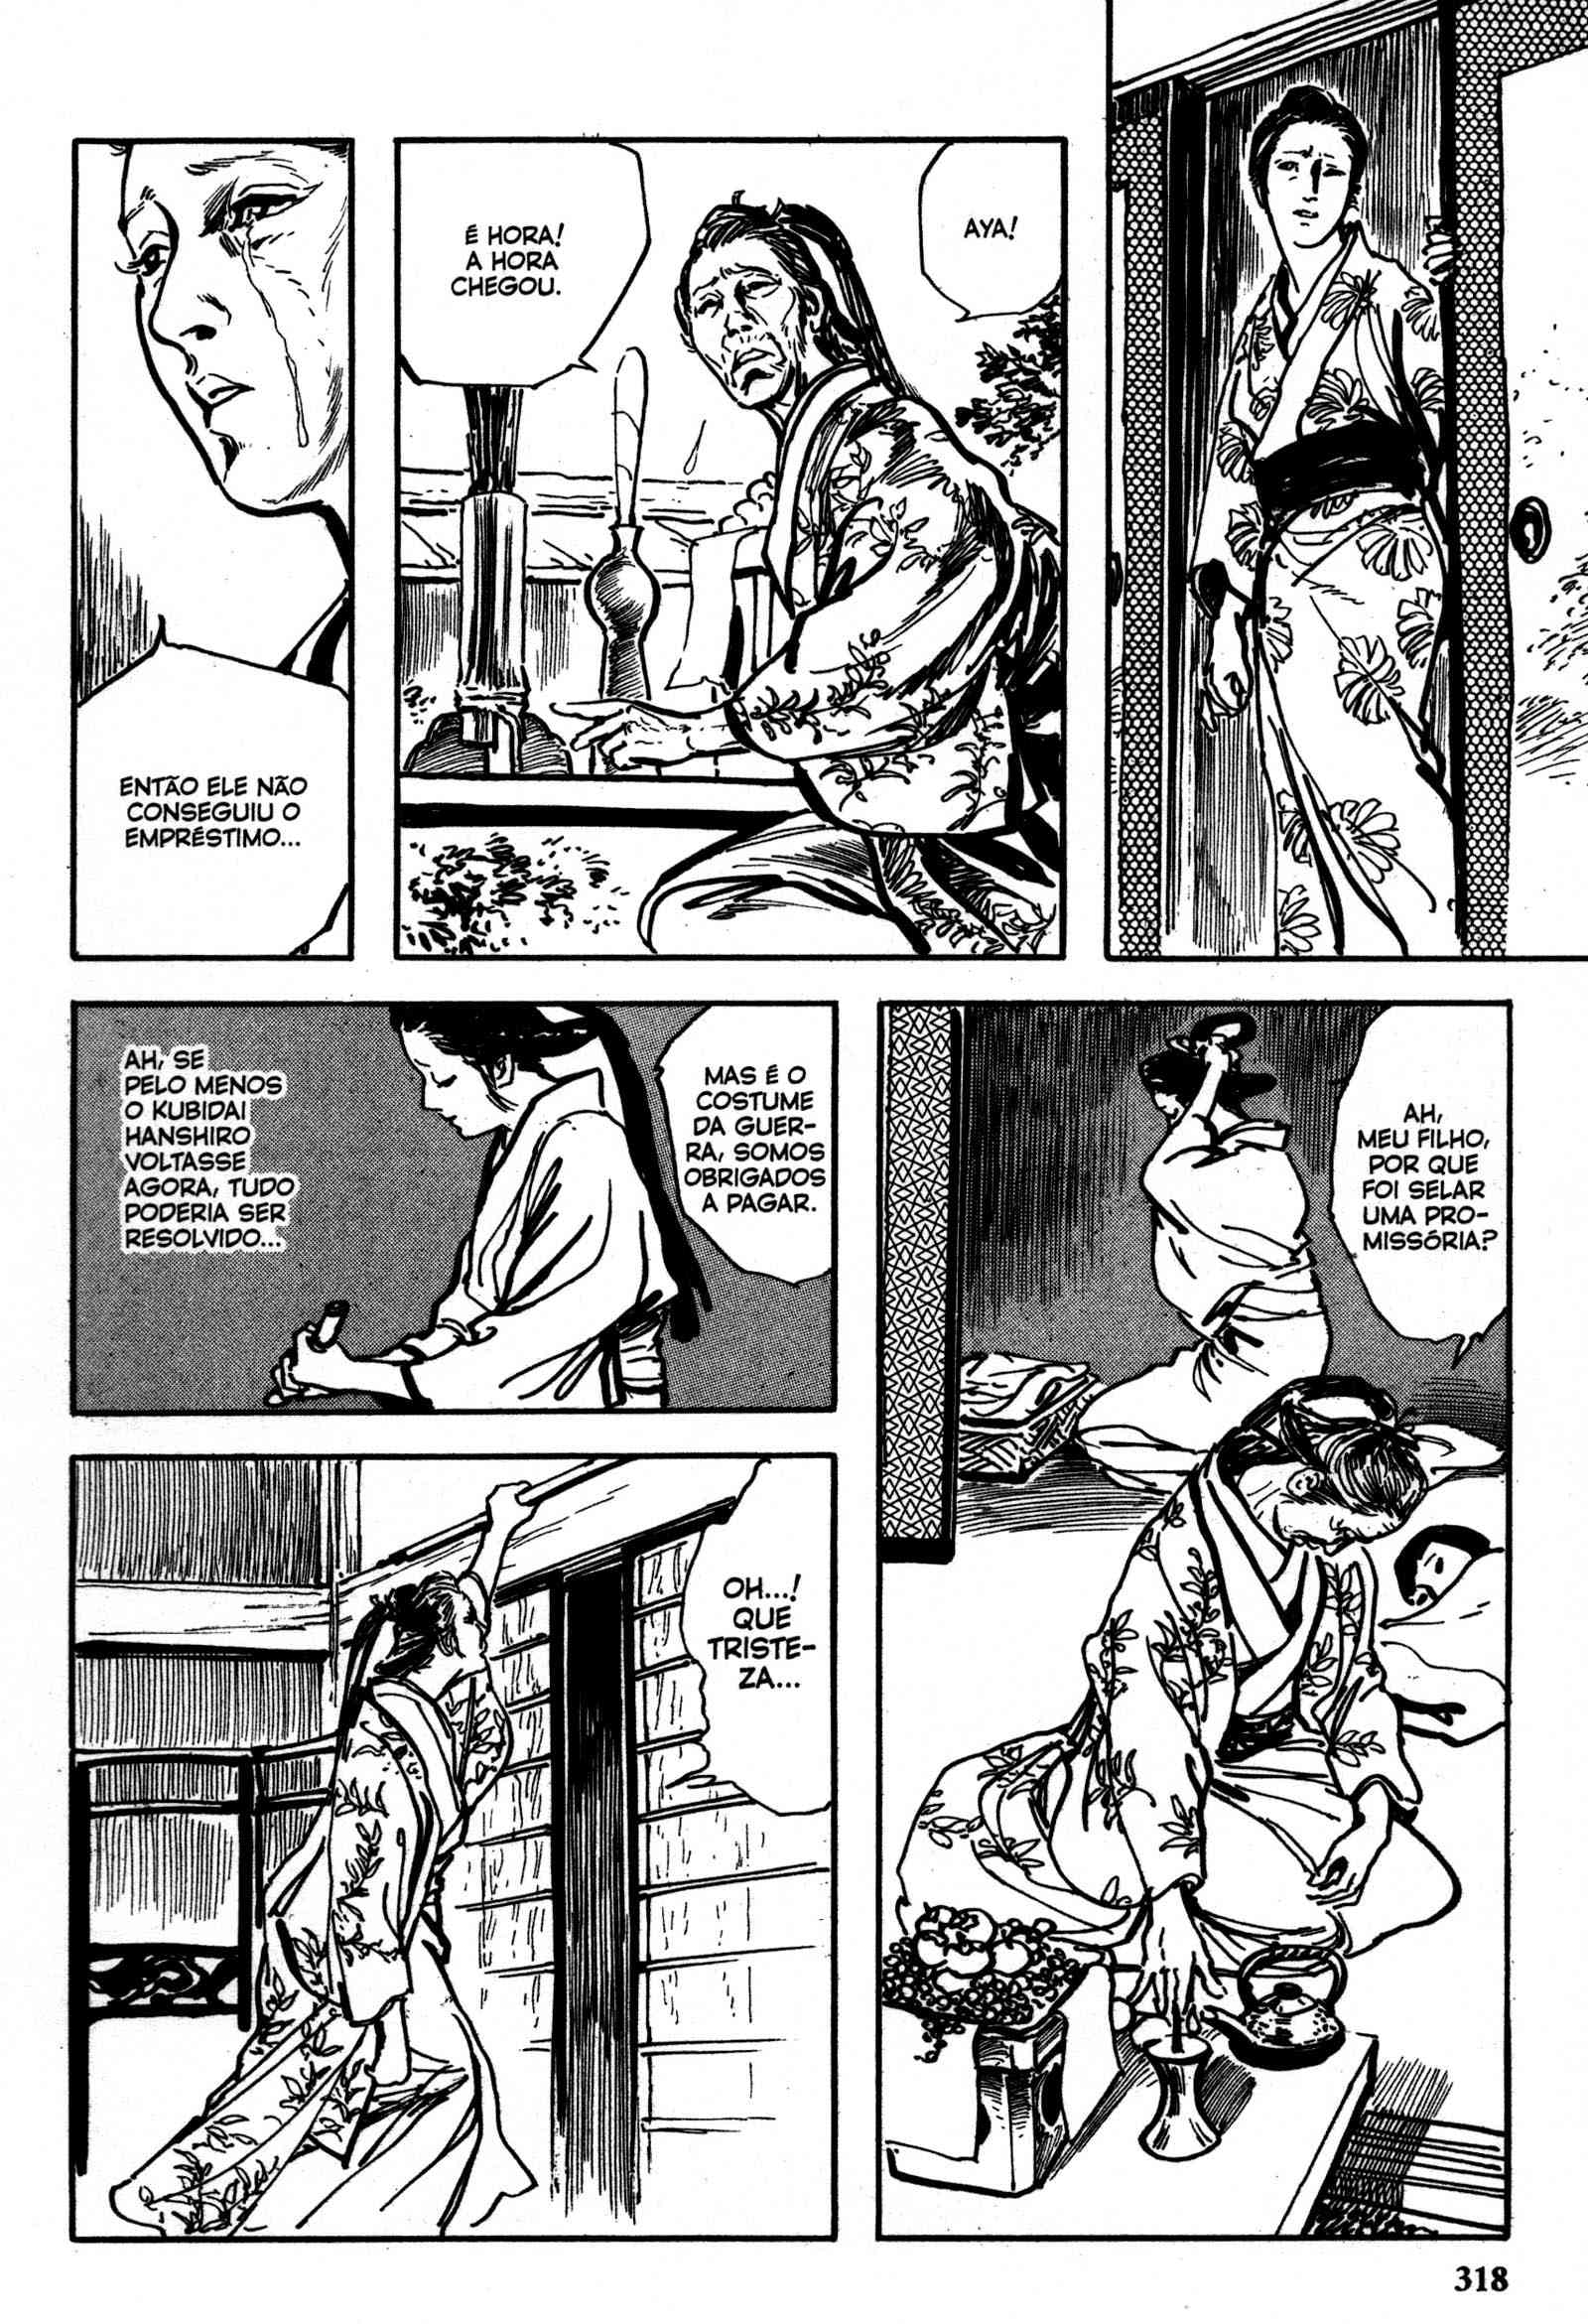 AYA!
É HORA!
A HORA
CHEGOU.
ENTÃO ELE NÃO
CONSEGUIU O
EMPRÉSTIMO...
AH,
MEU FILHO,
POR QUE
FOI SELAR
UMA PRO-
MISSÓRIA?
MAS É O
COSTUME
DA GUER-
RA, SOMOS
OBRIGADOS
A PAGAR.
AH, SE
PELO MENOS
O KUBIDAI
HANSHIRO
VOLTASSE
AGORA, TUDO
PODERIA SER
RESOLVIDO...
OH...!
QUE
TRISTE-
ZA...
318